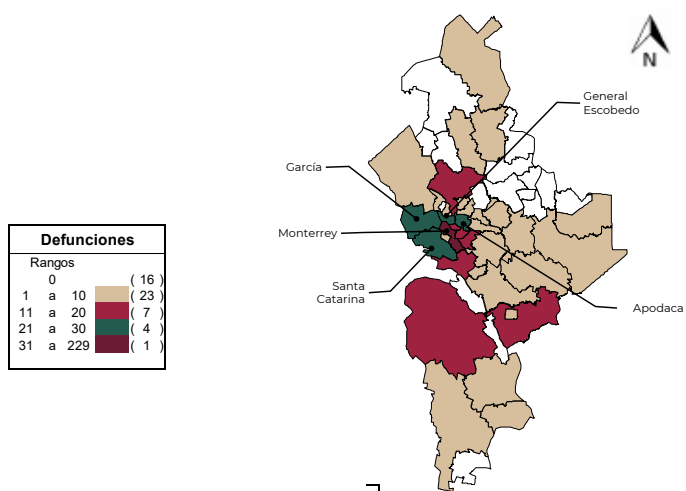 N
General
Escobedo
García
Monterrey
Santa
Catarina
Apodaca
Defunciones
Rangos
0 ( 16 )
1 a 10 ( 23 )
11 a 20 ( 7 )
21 a 30 ( 4 )
31 a 229 ( 1 )